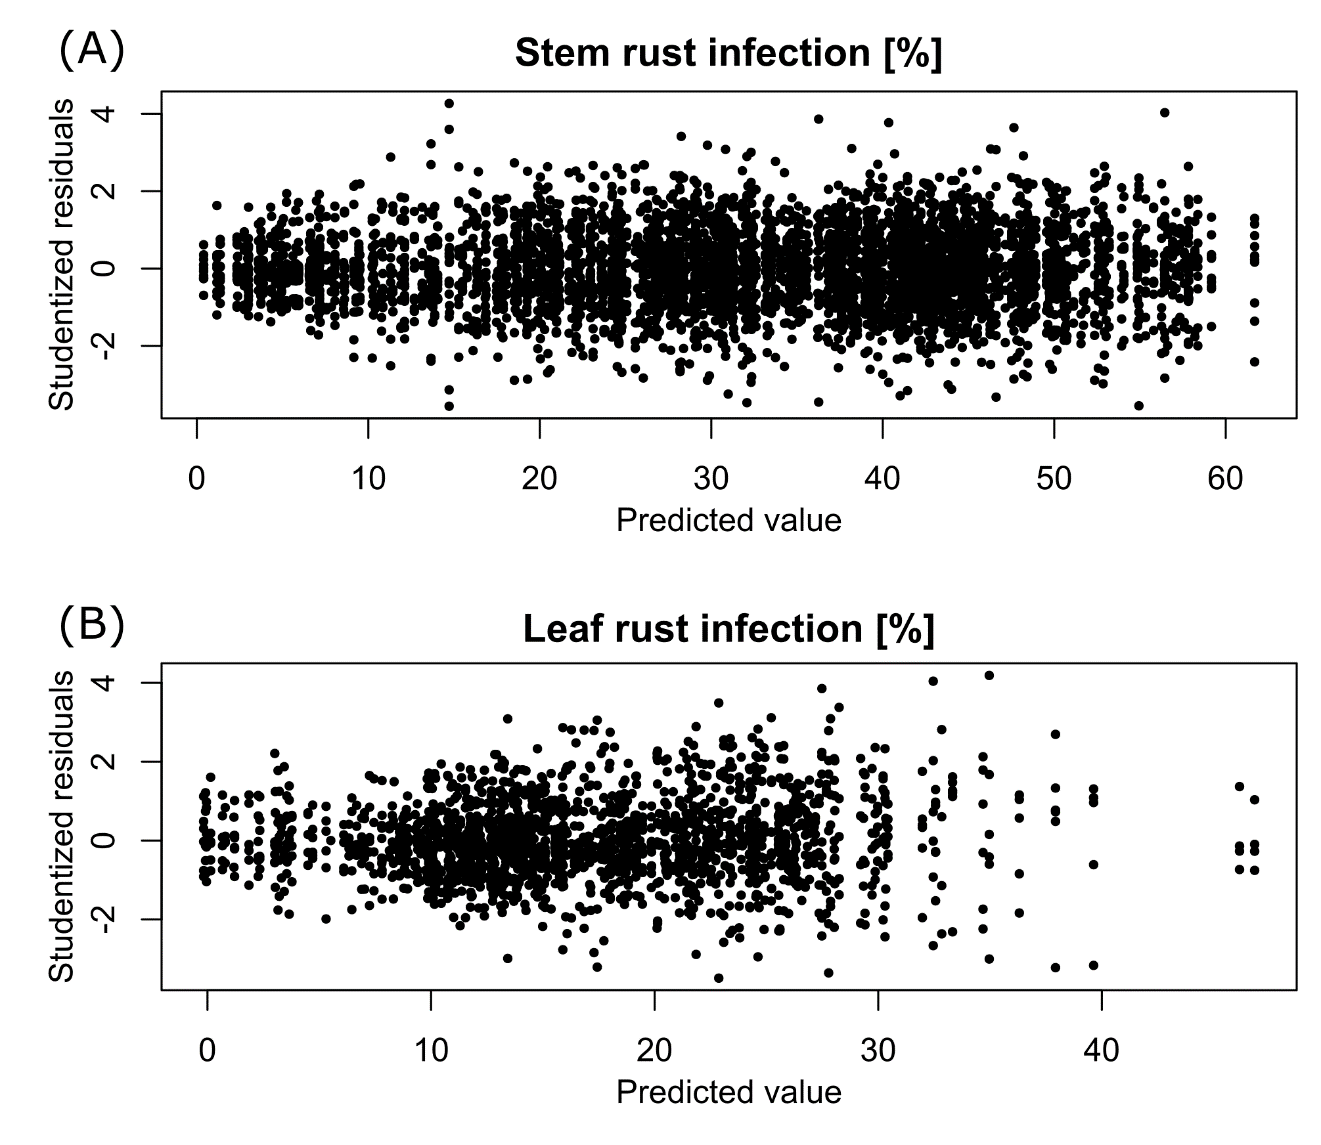 (A)
Stem rust infection [%]
Studentized residuals
4
2
0
-2
0 10 20 30 40 50 60
Predicted value
(B)
Leaf rust infection [%]
Studentized residuals
4
2
0
-2
0 10 20 30 40
Predicted value